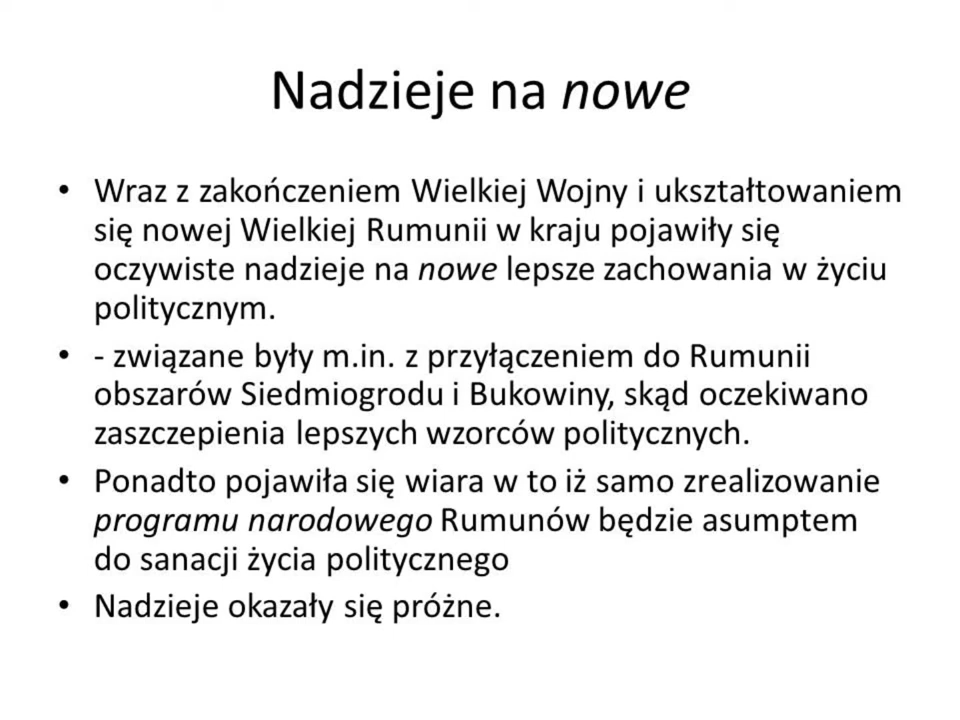 Nadzieje na nowe
• Wraz z zakończeniem Wielkiej Wojny i ukształtowaniem
się nowej Wielkiej Rumunii w kraju pojawiły się
oczywiste nadzieje na nowe lepsze zachowania w życiu
politycznym.
• - związane były m.in. z przyłączeniem do Rumunii
obszarów Siedmiogrodu i Bukowiny, skąd oczekiwano
zaszczepienia lepszych wzorców politycznych.
• Ponadto pojawiła się wiara w to iż samo zrealizowanie
programu narodowego Rumunów będzie asumptem
do sanacji życia politycznego
• Nadzieje okazały się próżne.